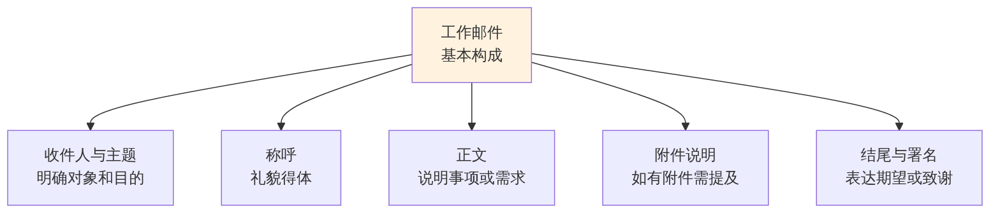 工作邮件
基本构成
收件人与主题
明确对象和目的
称呼
礼貌得体
正文
说明事项或需求
附件说明
如有附件需提及
结尾与署名
表达期望或致谢